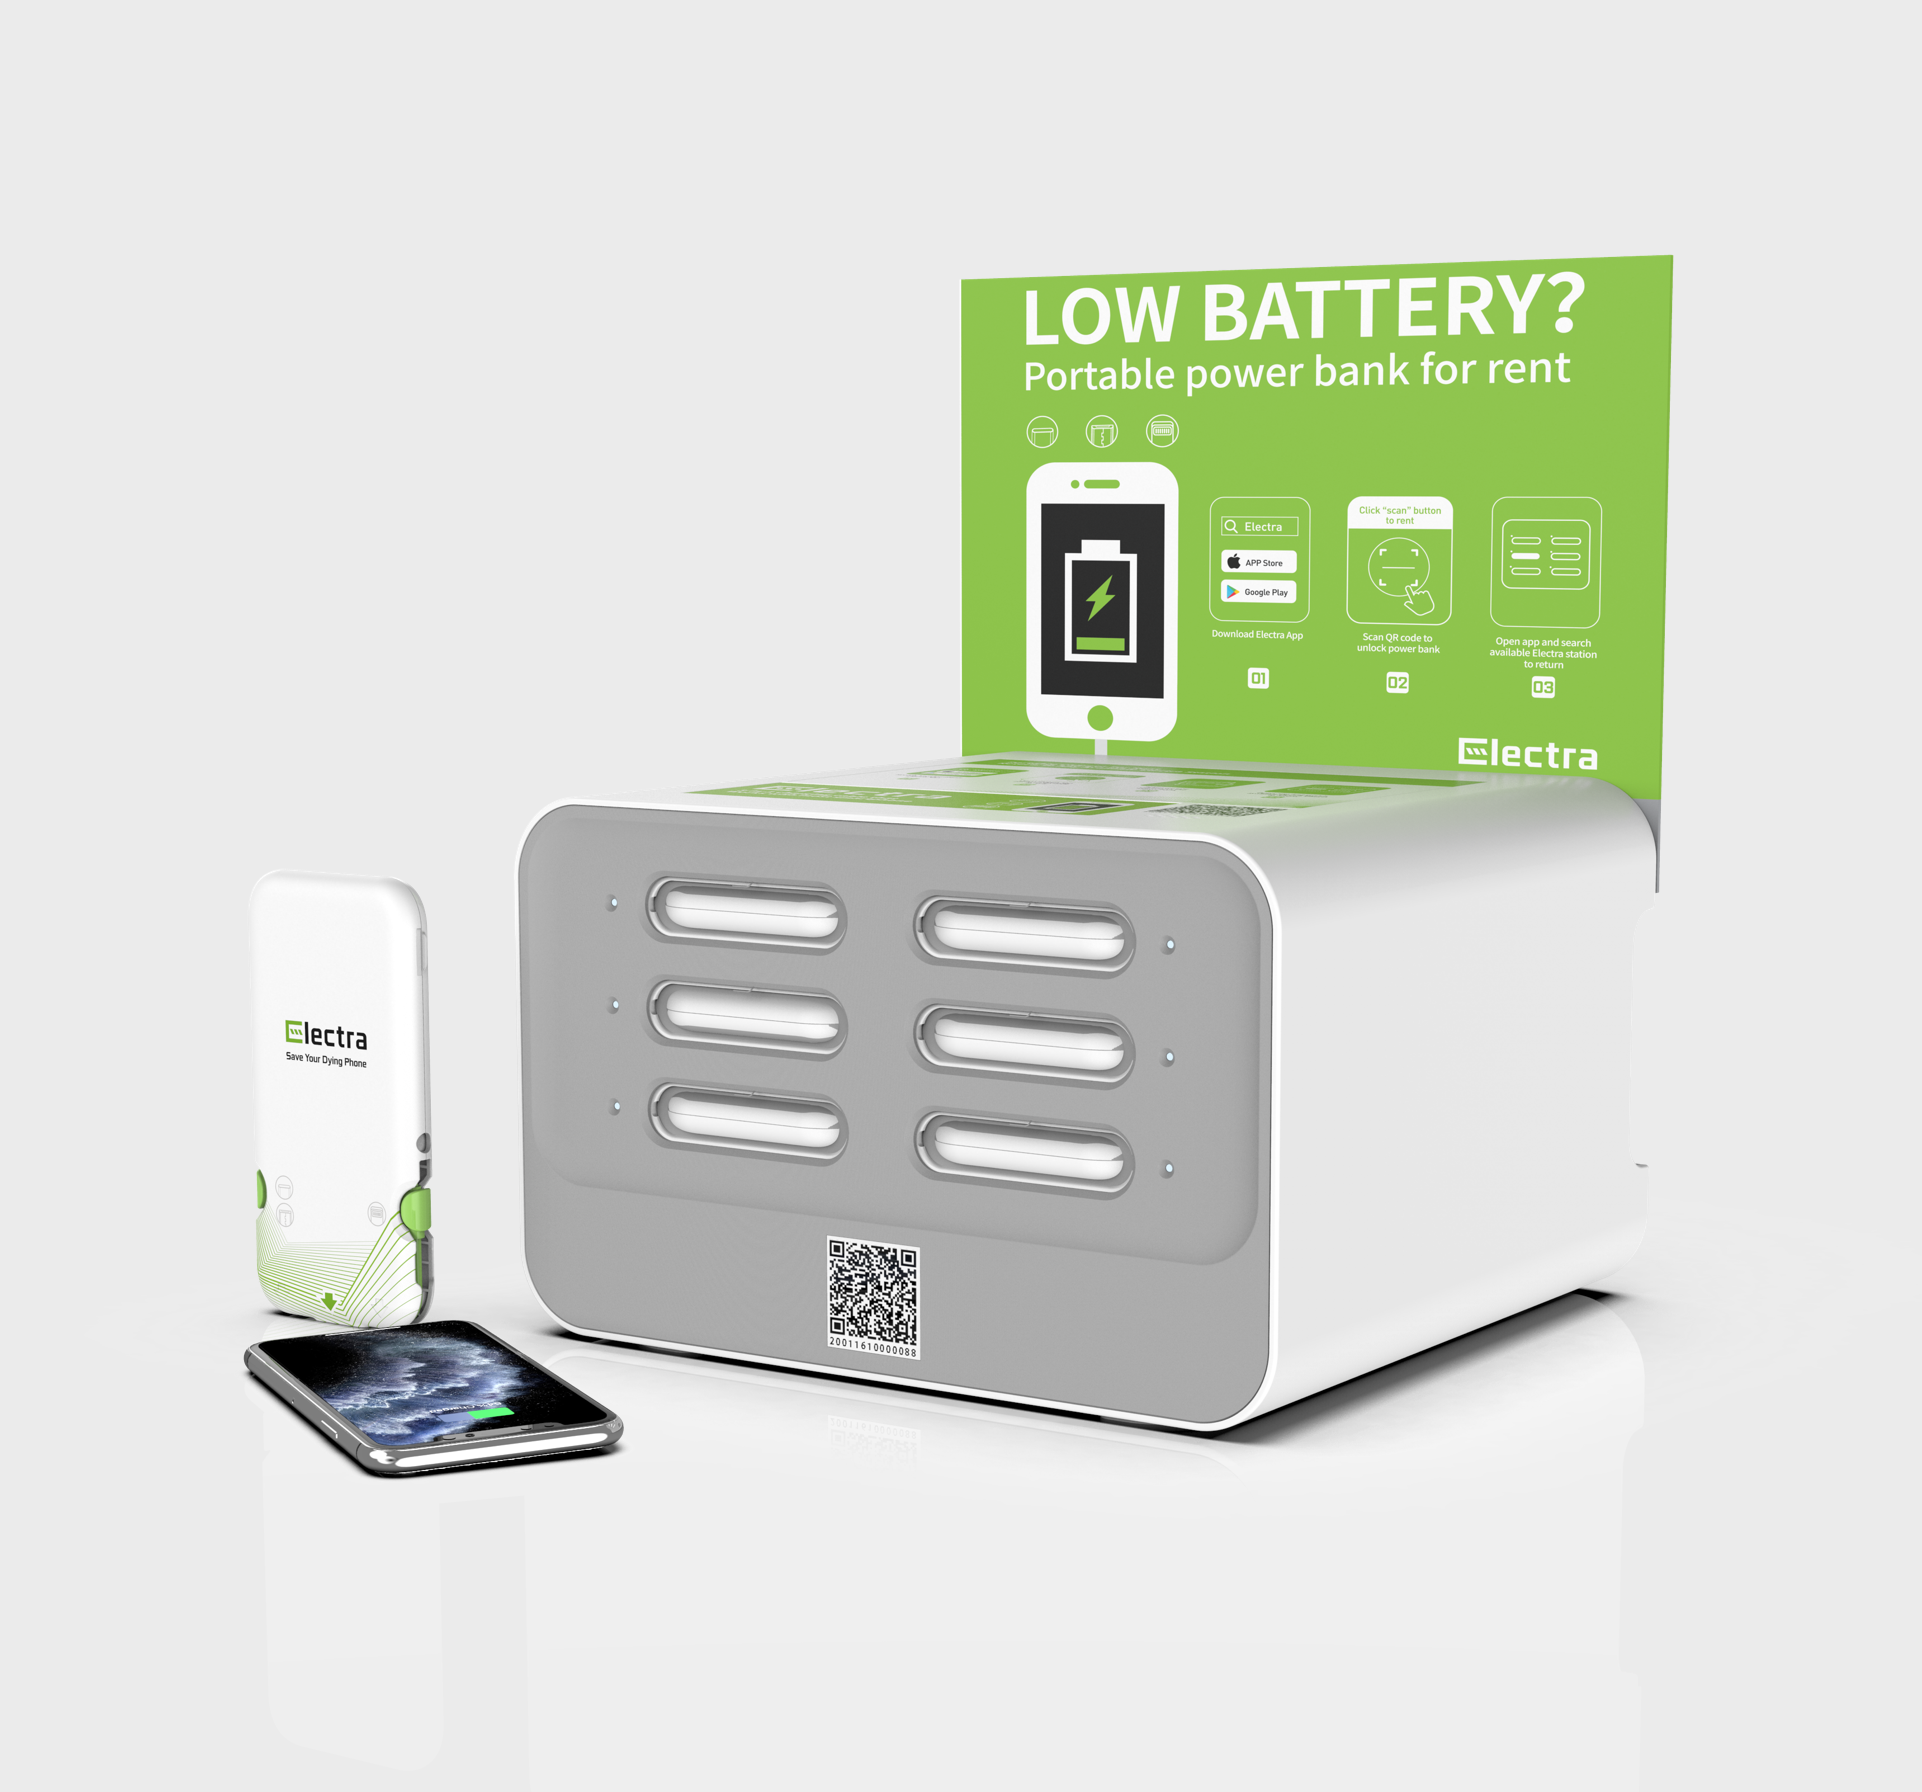 LOW BATTERY?
Portable power bank for rent
Electra
APP Store
Google Play
Download Electra App
01
Click "scan" button
to rent
Scan QR code to
unlock power bank
02
Open app and search
available Electra station
to return
03
Electra
Electra
Electra
Save Your Dying Phone
20011610000088